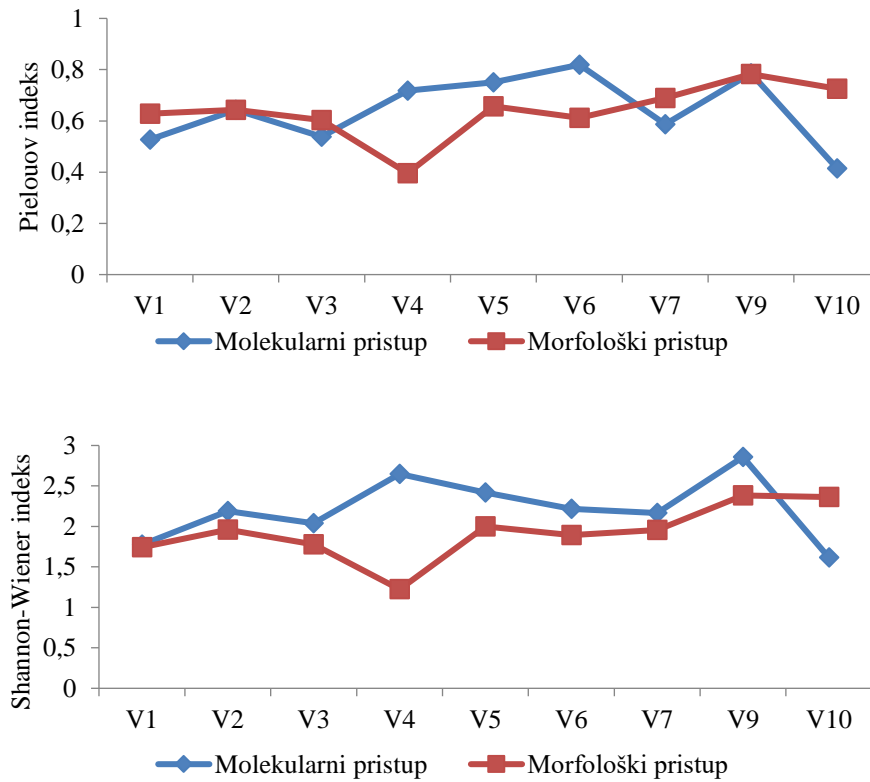 Pielouov indeks
1
0,8
0,6
0,4
0,2
0
V1 V2 V3 V4 V5 V6 V7 V9 V10
Molekularni pristup Morfološki pristup
Shannon-Wiener indeks
3
2,5
2
1,5
1
0,5
0
V1 V2 V3 V4 V5 V6 V7 V9 V10
Molekularni pristup Morfološki pristup